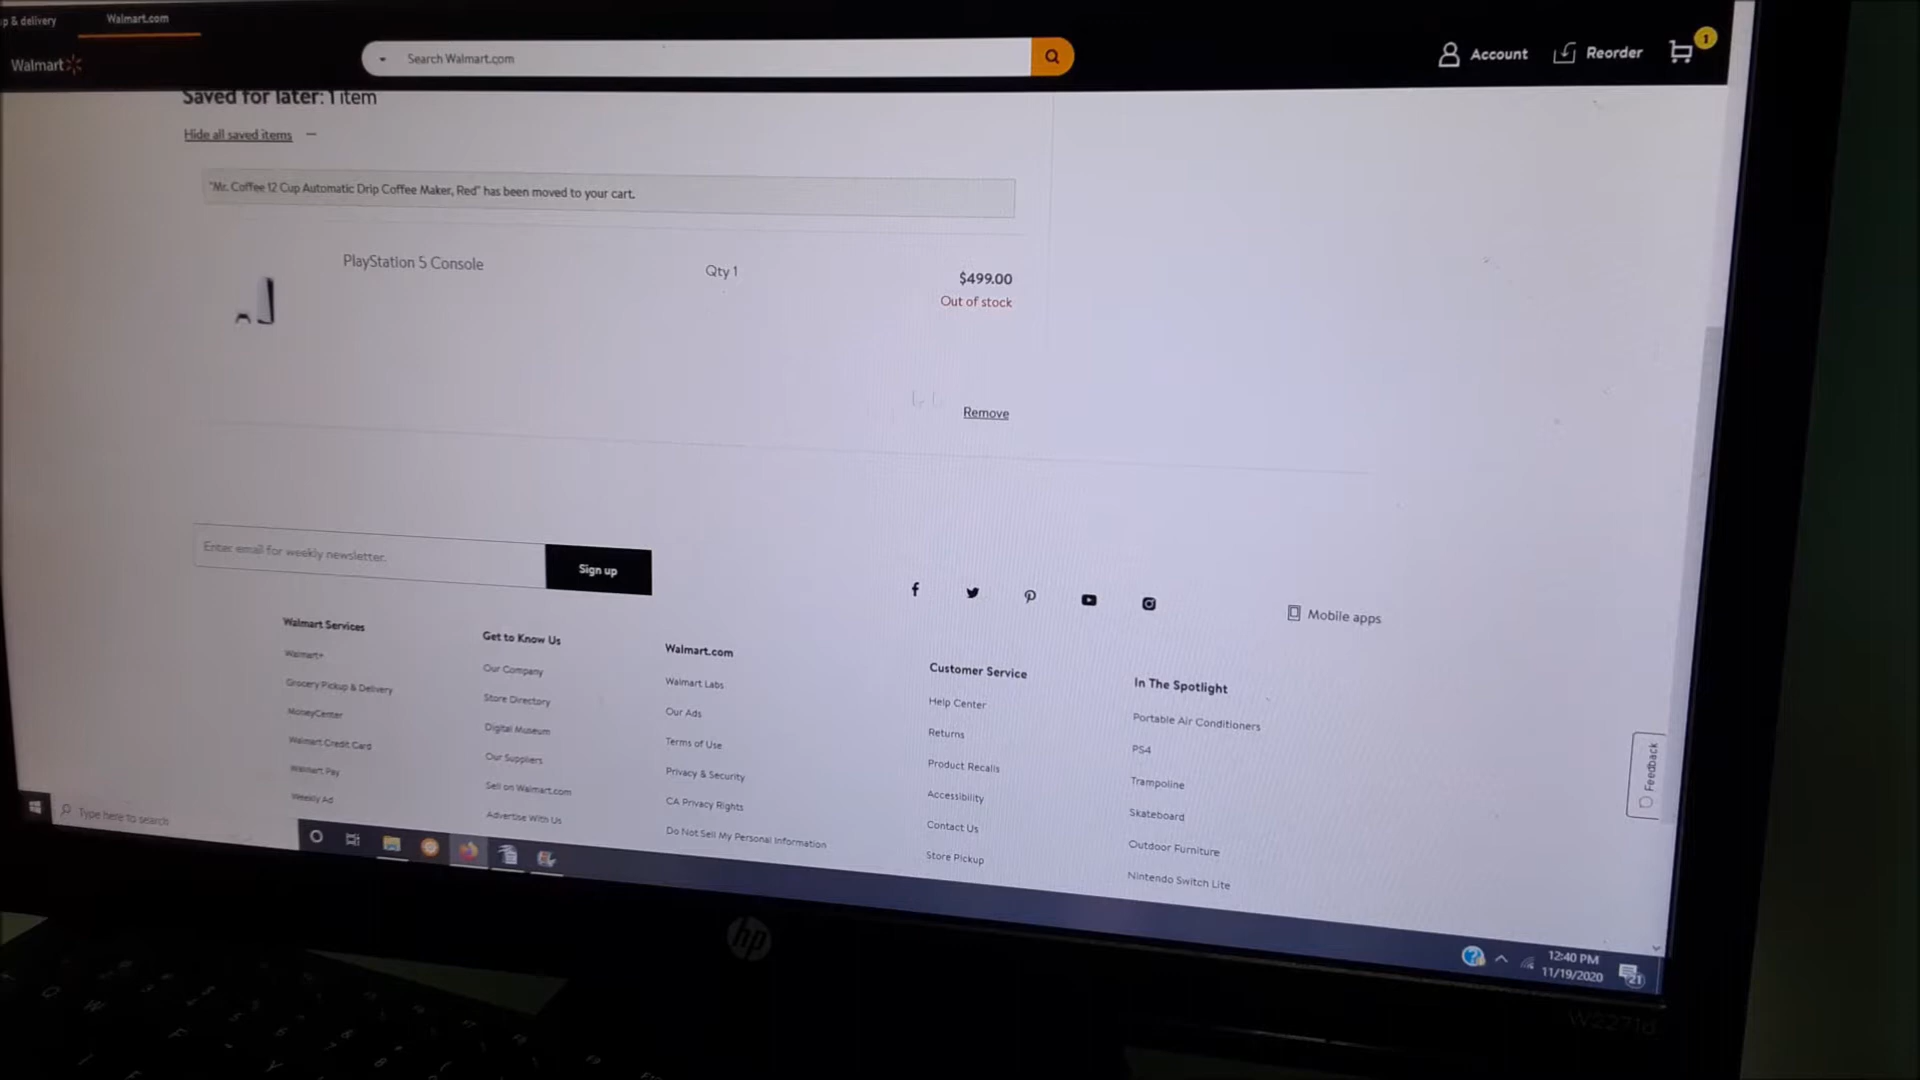 p & delivery
Walmart.com
Walmart
Search Walmart.com
Account
Reorder
1
Saved for later: 1 item
Hide all saved items
"Mr. Coffee 12 Cup Automatic Drip Coffee Maker, Red" has been moved to your cart.
PlayStation 5 Console
Qty 1
$499.00
Out of stock
Remove
Enter email for weekly newsletter.
Sign up
Mobile apps
Walmart Services
Walmart+
Grocery Pickup & Delivery
MoneyCenter
Walmart Credit Card
Walmart Pay
Weekly Ad
Get to Know Us
Our Company
Store Directory
Digital Museum
Our Suppliers
Sell on Walmart.com
Advertise With Us
Walmart.com
Walmart Labs
Our Ads
Terms of Use
Privacy & Security
CA Privacy Rights
Do Not Sell My Personal Information
Customer Service
Help Center
Returns
Product Recalls
Accessibility
Contact Us
Store Pickup
In The Spotlight
Portable Air Conditioners
PS4
Trampoline
Skateboard
Outdoor Furniture
Nintendo Switch Lite
Feedback
Type here to search
12:40 PM
11/19/2020
21
hp
W2271d